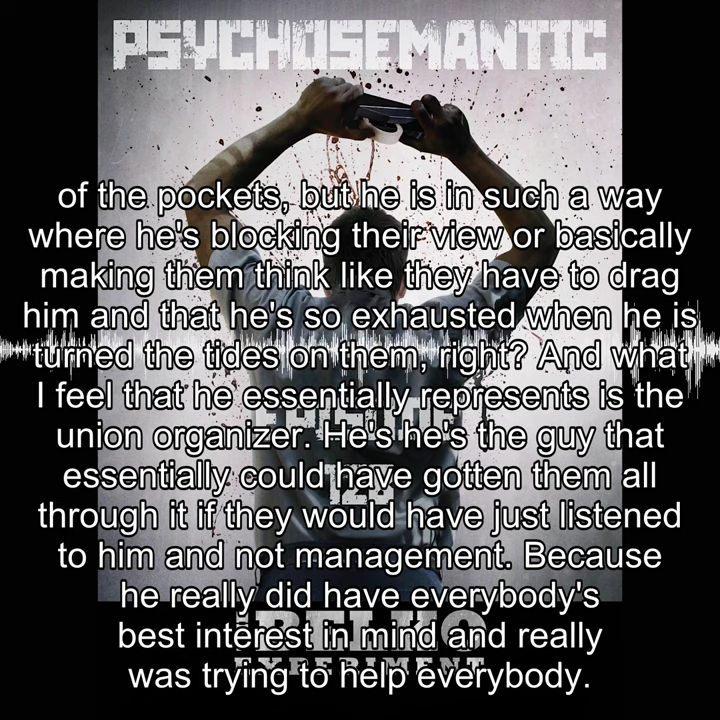 PSYCHOSEMANTIC
of the pockets, but he is in such a way
where he's blocking their view or basically
making them think like they have to drag
him and that he's so exhausted when he is
turned the tides on them, right? And what
I feel that he essentially represents is the
union organizer. He's he's the guy that
essentially could have gotten them all
through it if they would have just listened
to him and not management. Because
he really did have everybody's
best interest in mind and really
was trying to help everybody.
EPISODE
BELKO
EXPERIMENT